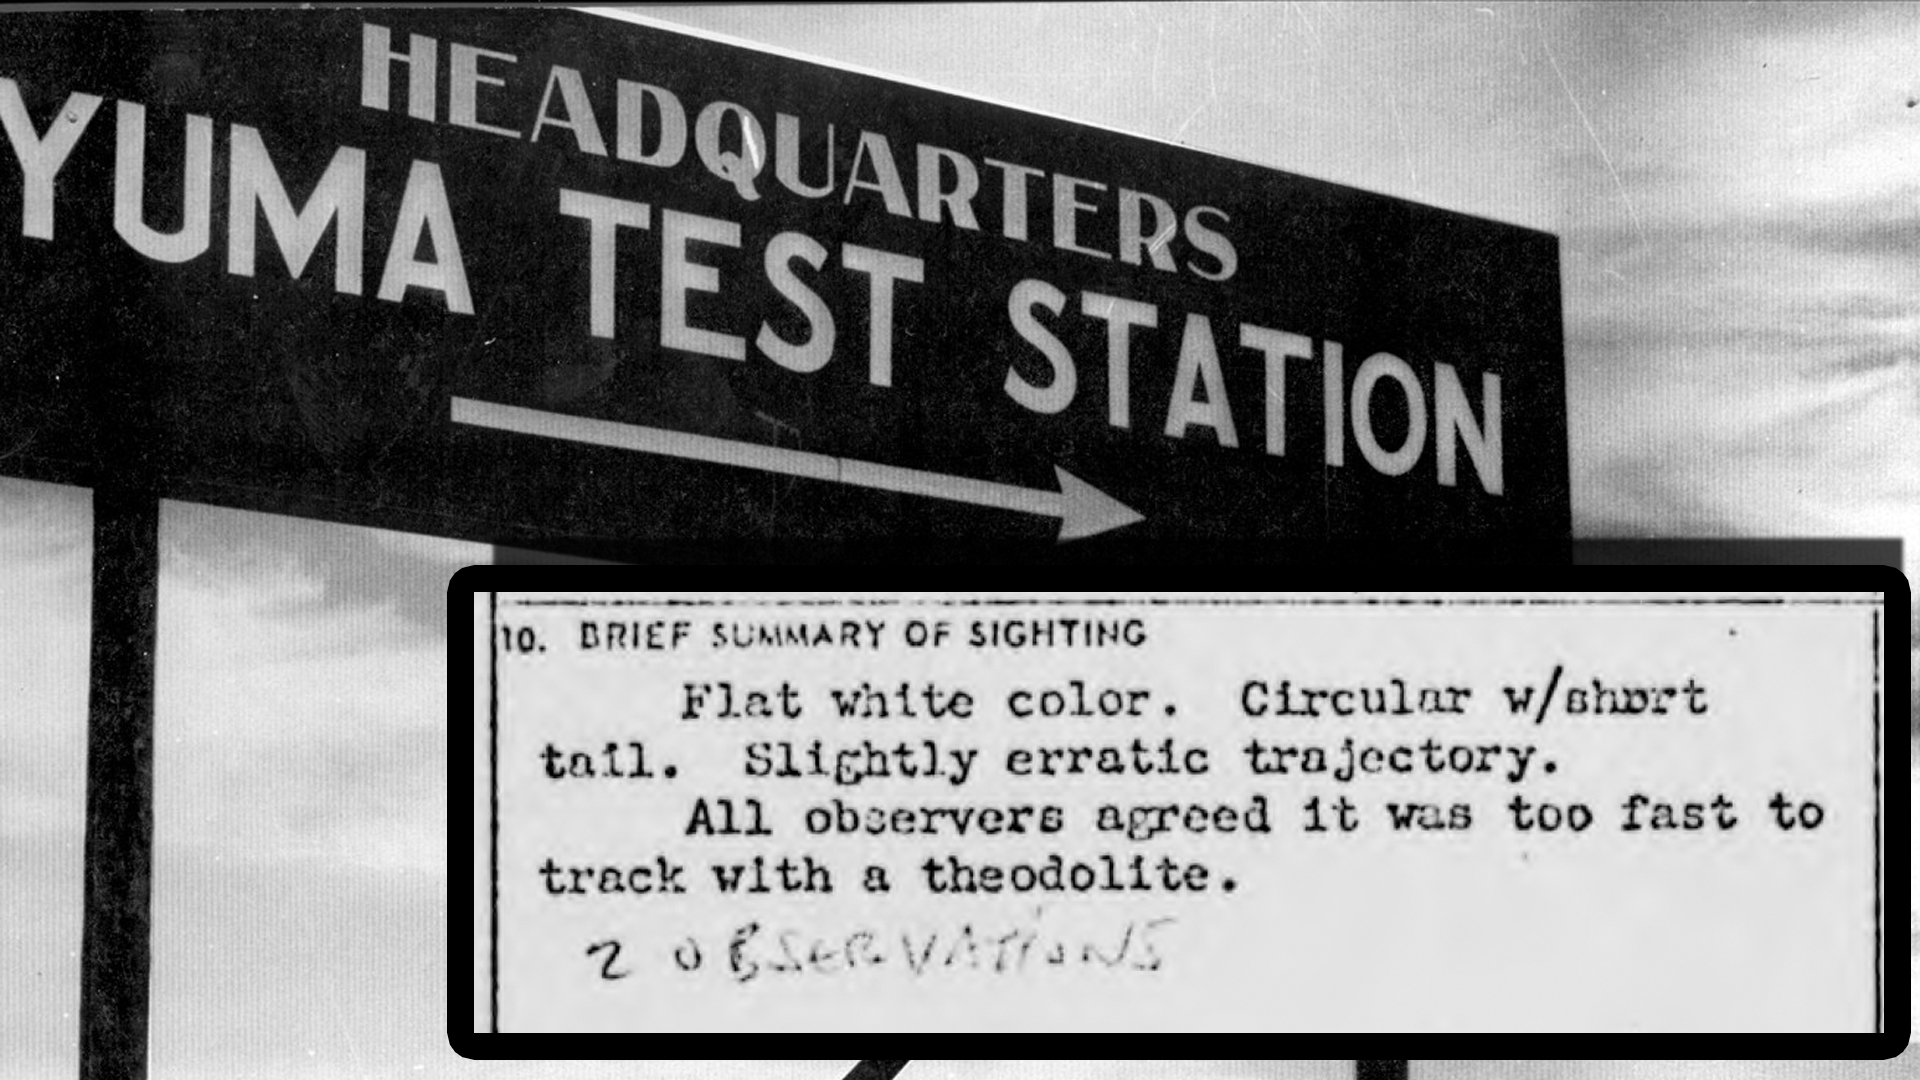 HEADQUARTERS
YUMA TEST STATION
10. BRIEF SUMMARY OF SIGHTING
Flat white color. Circular w/short
tail. Slightly erratic trajectory.
All observers agreed it was too fast to
track with a theodolite.
2 OBSERVATIONS